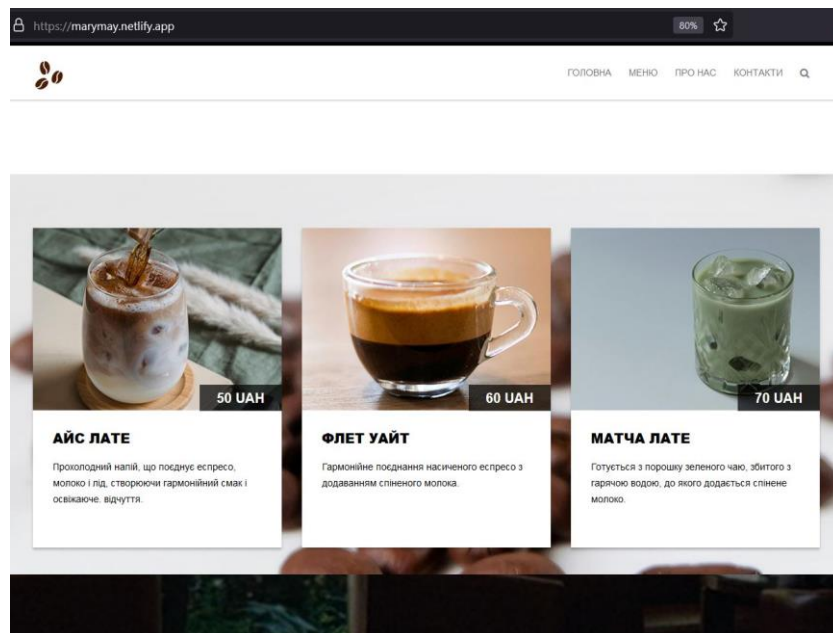 https://marymay.netlify.app
80%
ГОЛОВНА МЕНЮ ПРО НАС КОНТАКТИ
50 UAH
60 UAH
70 UAH
АЙС ЛАТЕ
Прохолодний напій, що поєднує еспресо,
молоко і лід, створюючи гармонійний смак і
освіжаюче. відчуття.
ФЛЕТ УАЙТ
Гармонійне поєднання насиченого еспресо з
додаванням спіненого молока.
МАТЧА ЛАТЕ
Готується з порошку зеленого чаю, збитого з
гарячою водою, до якого додається спінене
молоко.